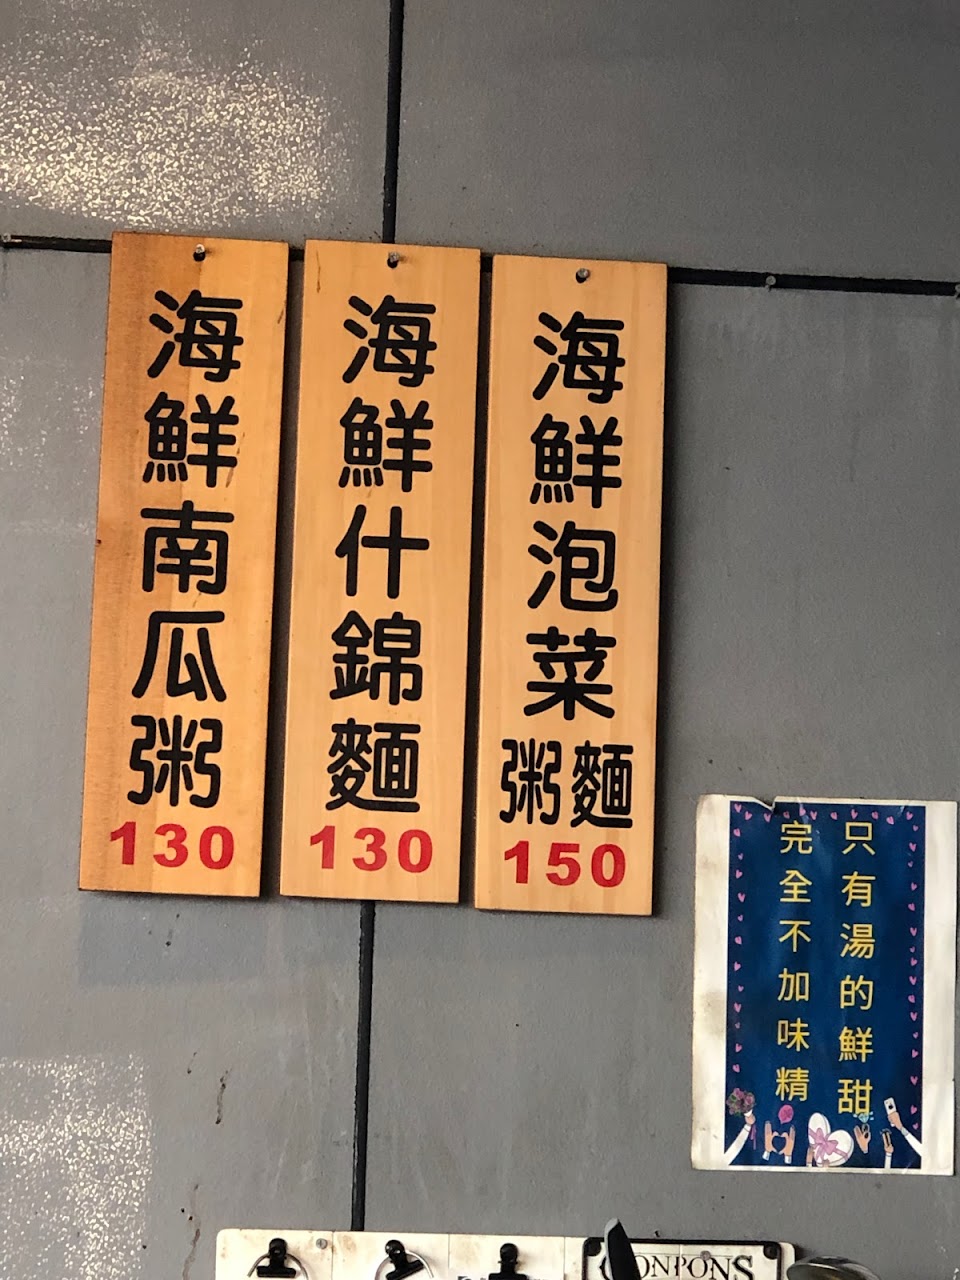 海鮮南瓜粥
130
海鮮什錦麵
130
海鮮泡菜
粥麵
150
只有湯的鮮甜
完全不加味精